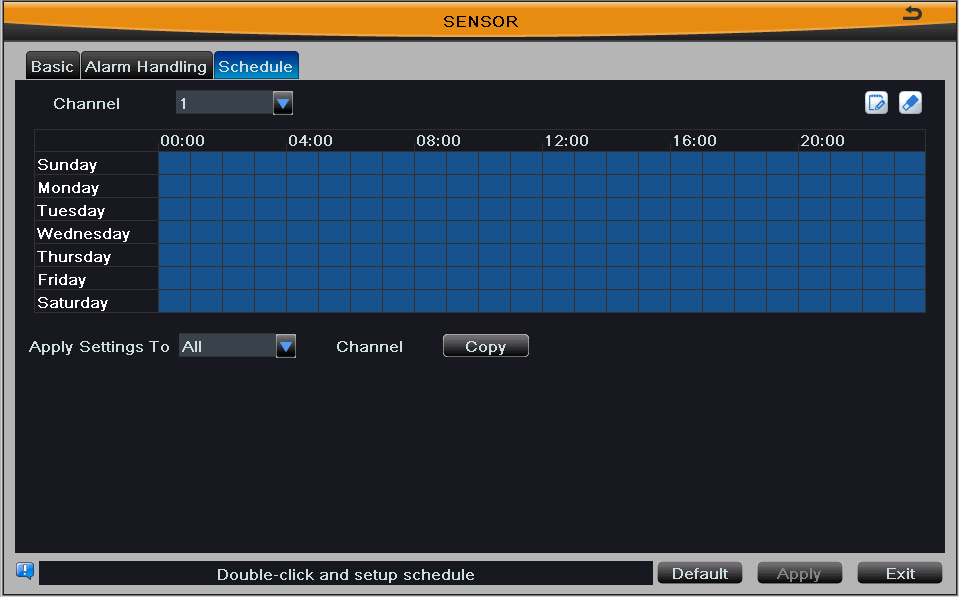 SENSOR
Basic Alarm Handling Schedule
Channel 1
00:00 04:00 08:00 12:00 16:00 20:00
Sunday
Monday
Tuesday
Wednesday
Thursday
Friday
Saturday
Apply Settings To All Channel Copy
Double-click and setup schedule Default Apply Exit